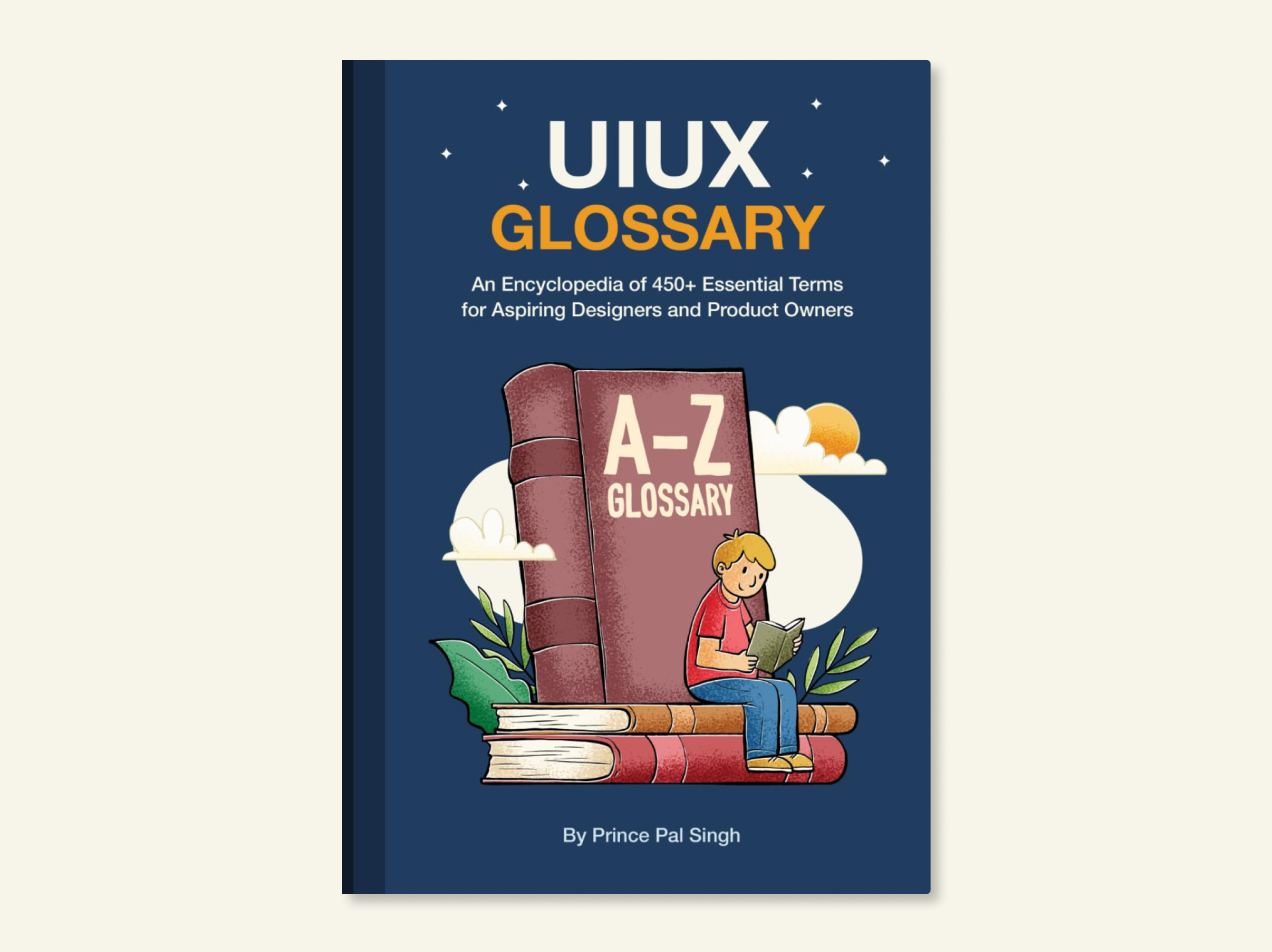 UIUX
GLOSSARY
An Encyclopedia of 450+ Essential Terms
for Aspiring Designers and Product Owners
A–Z
GLOSSARY
By Prince Pal Singh